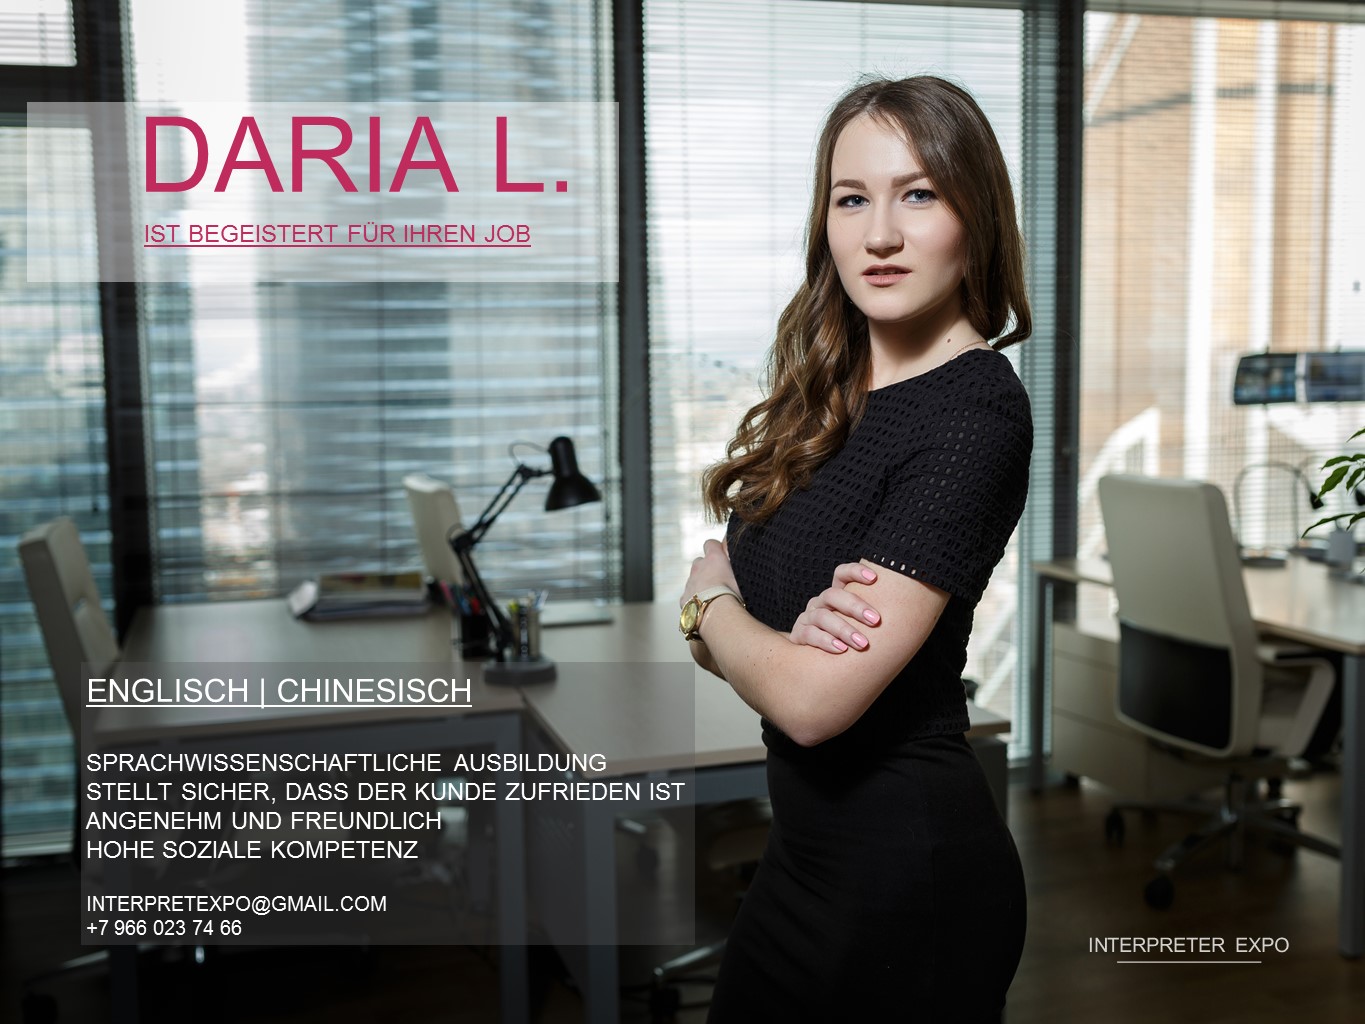 DARIA L.
IST BEGEISTERT FÜR IHREN JOB
ENGLISCH | CHINESISCH
SPRACHWISSENSCHAFTLICHE AUSBILDUNG
STELLT SICHER, DASS DER KUNDE ZUFRIEDEN IST
ANGENEHM UND FREUNDLICH
HOHE SOZIALE KOMPETENZ
INTERPRETEXPO@GMAIL.COM
+7 966 023 74 66
INTERPRETER EXPO